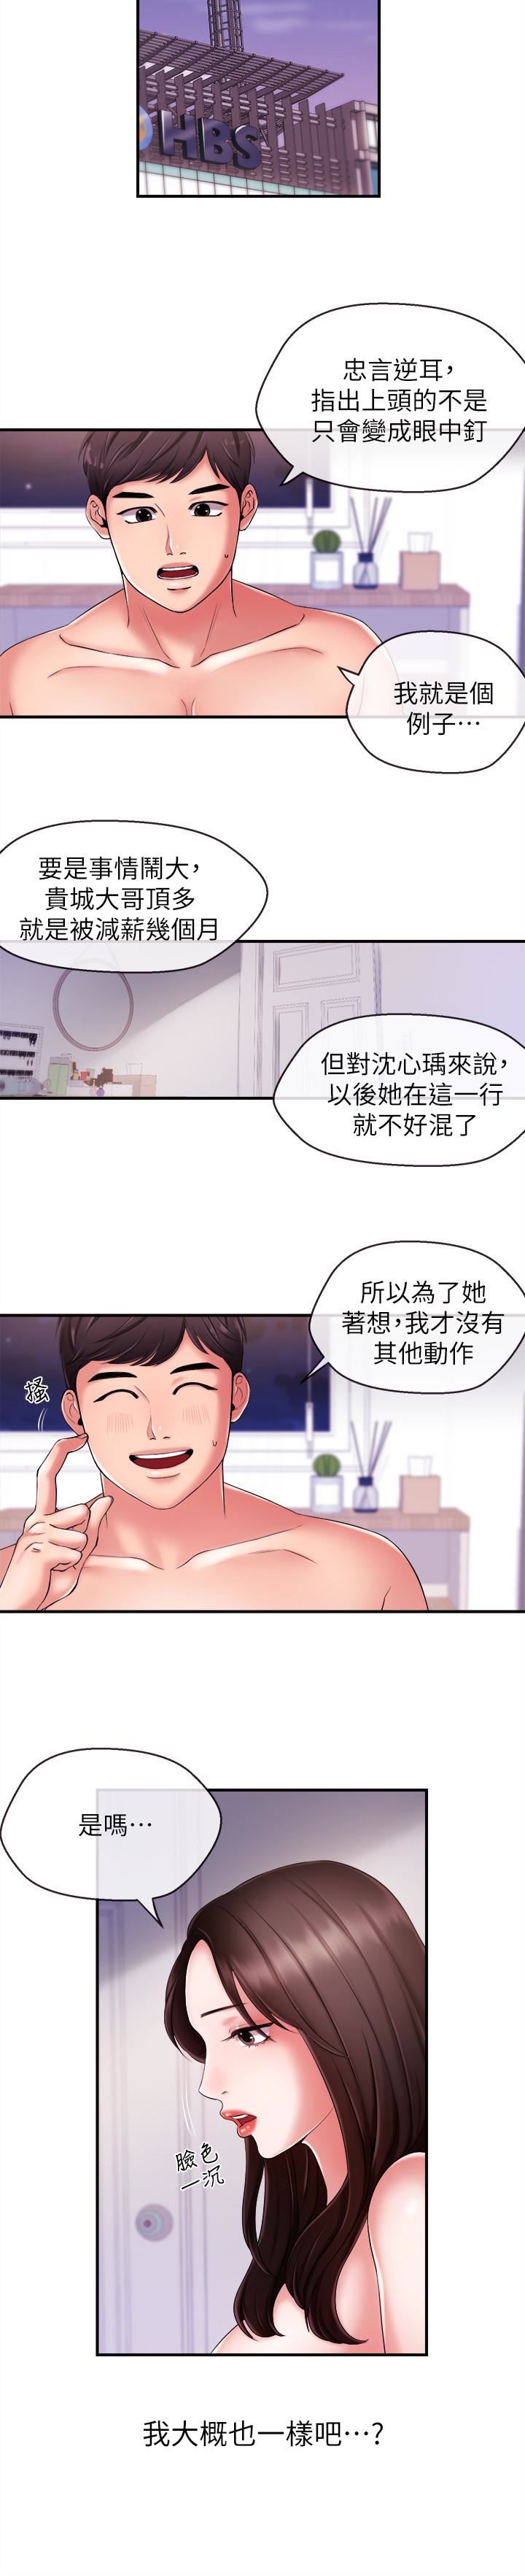 HBS
忠言逆耳，
指出上頭的不是
只會變成眼中釘
我就是個
例子…
要是事情鬧大，
貴城大哥頂多
就是被減薪幾個月
但對沈心瑀來說，
以後她在這一行
就不好混了
所以為了她
著想，我才沒有
其他動作
搔
是嗎…
臉色
一沉
我大概也一樣吧…?